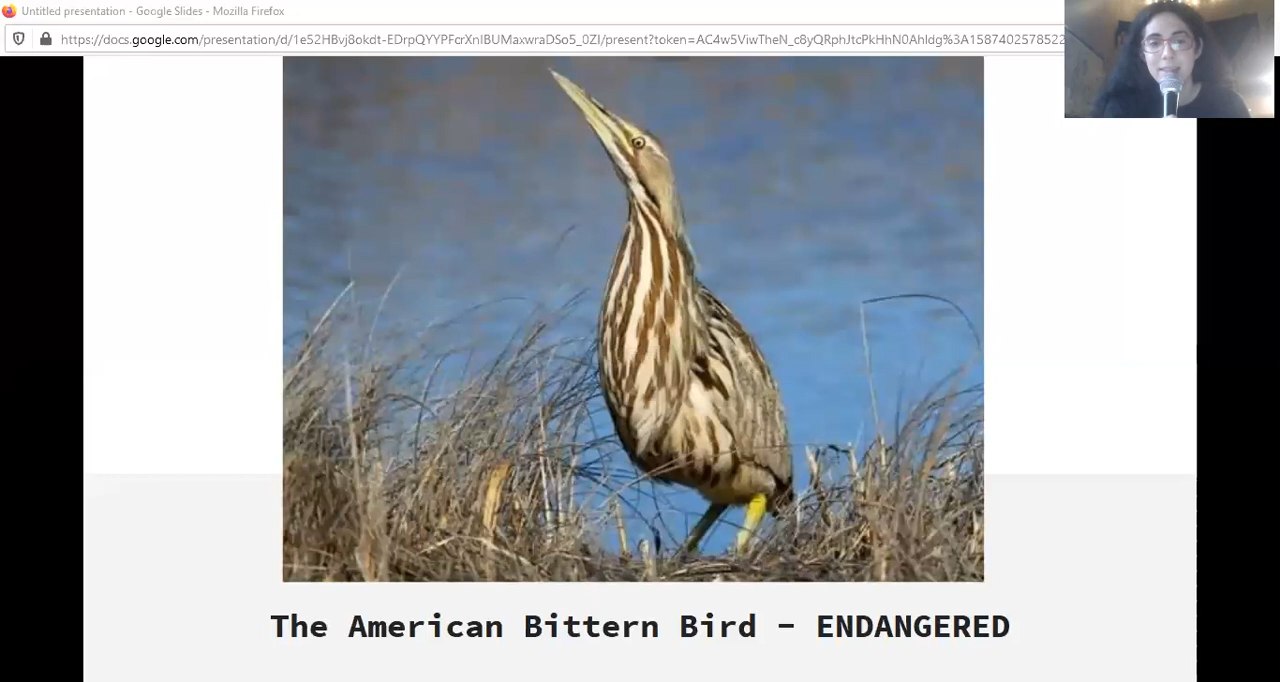 Untitled presentation - Google Slides - Mozilla Firefox
https://docs.google.com/presentation/d/1e52HBvj8okdt-EDrpQYYPFcrXnIBUMaxwraDSo5_0ZI/present?token=AC4w5ViwTheN_c8yQRphJtcPkHhN0Ahldg%3A1587402578522
The American Bittern Bird - ENDANGERED